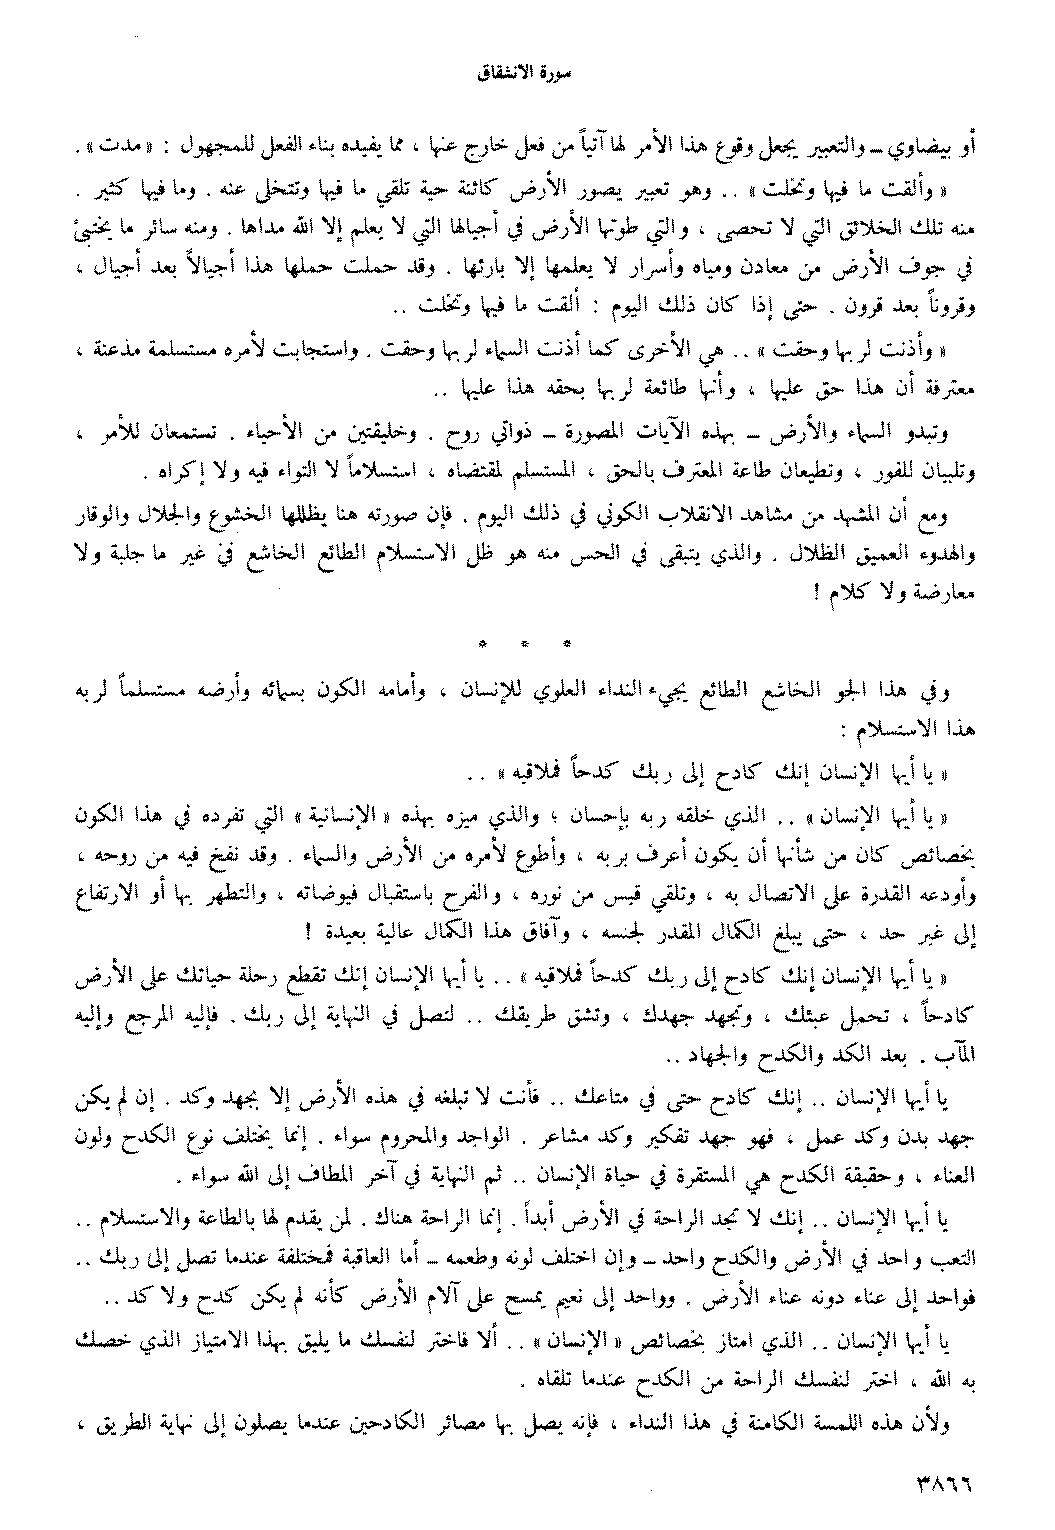 سورة الانشقاق
أو بيضاوي – والتعبير يجعل وقوع هذا الأمر لها آتياً من فعل خارج عنها ، مما يفيده بناء الفعل للمجهول : « مدت » .
« وألقت ما فيها وتخلت » .. وهو تعبير يصور الأرض كائنة حية تلقي ما فيها وتتخلى عنه . وما فيها كثير .
منه تلك الخلائق التي لا تحصى ، والتي طوتها الأرض في أجيالها التي لا يعلم إلا الله مداها . ومنه سائر ما يختبئ
في جوف الأرض من معادن ومياه وأسرار لا يعلمها إلا بارئها . وقد حملت حملها هذا أجيالاً بعد أجيال ،
وقروناً بعد قرون . حتى إذا كان ذلك اليوم : ألقت ما فيها وتخلت ..
« وأذنت لربها وحقت » .. هي الأخرى كما أذنت السماء لربها وحقت . واستجابت لأمره مستسلمة مذعنة ،
معترفة أن هذا حق عليها ، وأنها طائعة لربها بحقه هذا عليها ..
وتبدو السماء والأرض – بهذه الآيات المصورة – ذواتي روح . وخليقتين من الأحياء . تستمعان للأمر ،
وتلبيان للفور ، وتطيعان طاعة المعترف بالحق ، المستسلم لمقتضاه ، استسلاماً لا التواء فيه ولا إكراه .
ومع أن المشهد من مشاهد الانقلاب الكوني في ذلك اليوم . فإن صورته هنا يظللها الخشوع والجلال والوقار
والهدوء العميق الظلال . والذي يتبقى في الحس منه هو ظل الاستسلام الطائع الخاشع في غير ما جلبة ولا
معارضة ولا كلام !
* * *
وفي هذا الجو الخاشع الطائع يجيء النداء العلوي للإنسان ، وأمامه الكون بسمائه وأرضه مستسلماً لربه
هذا الاستسلام :
« يا أيها الإنسان إنك كادح إلى ربك كدحاً فملاقيه » ..
« يا أيها الإنسان » .. الذي خلقه ربه بإحسان ؛ والذي ميزه بهذه « الإنسانية » التي تفرده في هذا الكون
بخصائص كان من شأنها أن يكون أعرف بربه ، وأطوع لأمره من الأرض والسماء . وقد نفخ فيه من روحه ،
وأودعه القدرة على الاتصال به ، وتلقي قبس من نوره ، والفرح باستقبال فيوضاته ، والتطهر بها أو الارتفاع
إلى غير حد ، حتى يبلغ الكمال المقدر لجنسه ، وآفاق هذا الكمال عالية بعيدة !
« يا أيها الإنسان إنك كادح إلى ربك كدحاً فملاقيه » .. يا أيها الإنسان إنك تقطع رحلة حياتك على الأرض
كادحاً ، تحمل عبئك ، وتجهد جهدك ، وتشق طريقك .. لتصل في النهاية إلى ربك . فإليه المرجع وإليه
المآب . بعد الكد والكدح والجهاد ..
يا أيها الإنسان .. إنك كادح حتى في متاعك .. فأنت لا تبلغه في هذه الأرض إلا بجهد وكد . إن لم يكن
جهد بدن وكد عمل ، فهو جهد تفكير وكد مشاعر . الواجد والمحروم سواء . إنما يختلف نوع الكدح ولون
العناء ، وحقيقة الكدح هي المستقرة في حياة الإنسان .. ثم النهاية في آخر المطاف إلى الله سواء .
يا أيها الإنسان .. إنك لا تجد الراحة في الأرض أبداً . إنما الراحة هناك . لمن يقدم لها بالطاعة والاستسلام ..
التعب واحد في الأرض والكدح واحد – وإن اختلف لونه وطعمه – أما العاقبة فمختلفة عندما تصل إلى ربك ..
فواحد إلى عناء دونه عناء الأرض . وواحد إلى نعيم يمسح على آلام الأرض كأنه لم يكن كدح ولا كد ..
يا أيها الإنسان .. الذي امتاز بخصائص « الإنسان » .. ألا فاختر لنفسك ما يليق بهذا الامتياز الذي خصك
به الله ، اختر لنفسك الراحة من الكدح عندما تلقاه .
ولأن هذه اللمسة الكامنة في هذا النداء ، فإنه يصل بها مصائر الكادحين عندما يصلون إلى نهاية الطريق ،
٣٨٦٦